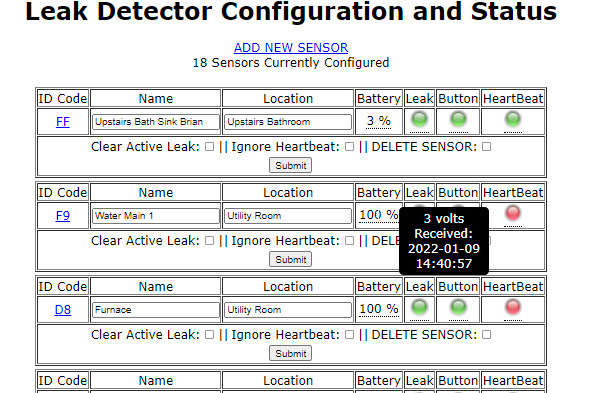 Leak Detector Configuration and Status
ADD NEW SENSOR
18 Sensors Currently Configured
ID Code Name Location Battery Leak Button HeartBeat
FF Upstairs Bath Sink Brian Upstairs Bathroom 3 %
Clear Active Leak: || Ignore Heartbeat: || DELETE SENSOR:
Submit
ID Code Name Location Battery Leak Button HeartBeat
F9 Water Main 1 Utility Room 100 %
3 volts
Received:
2022-01-09
14:40:57
Clear Active Leak: || Ignore Heartbeat: || DELE
Submit
ID Code Name Location Battery Leak Button HeartBeat
D8 Furnace Utility Room 100 %
Clear Active Leak: || Ignore Heartbeat: || DELETE SENSOR:
Submit
ID Code Name Location Battery Leak Button HeartBeat